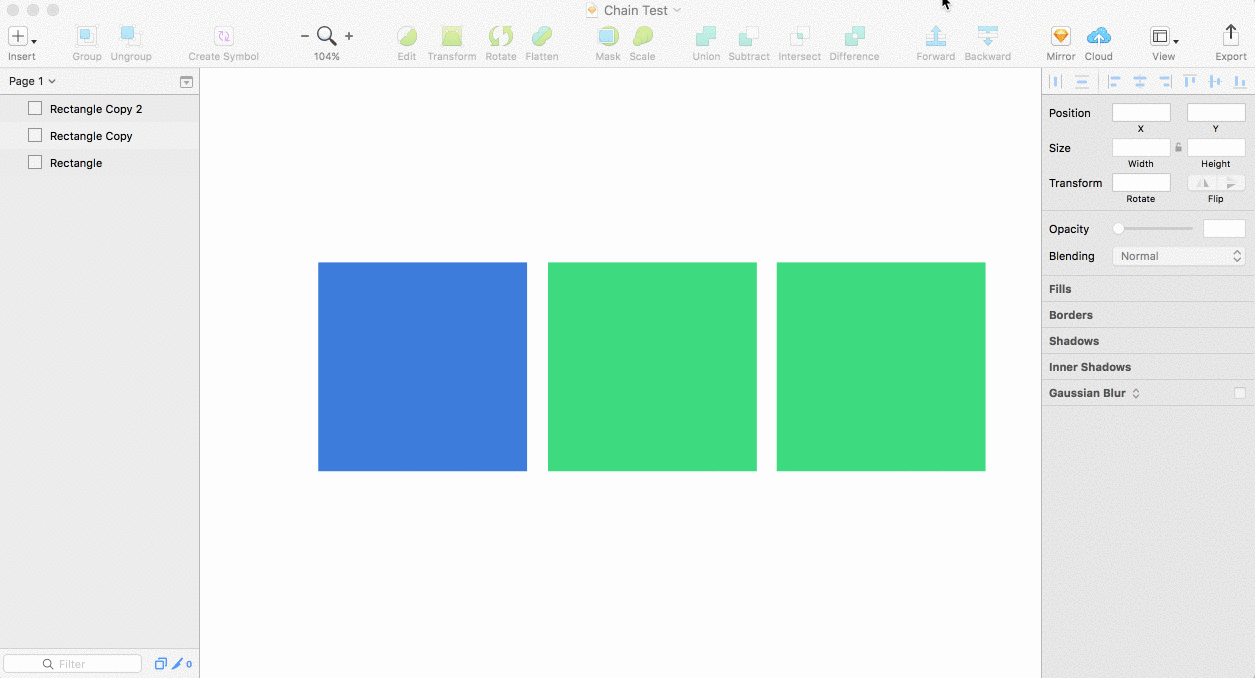 Chain Test
Insert
Group
Ungroup
Create Symbol
104%
Edit
Transform
Rotate
Flatten
Mask
Scale
Union
Subtract
Intersect
Difference
Forward
Backward
Mirror
Cloud
View
Export
Page 1
Rectangle Copy 2
Rectangle Copy
Rectangle
Filter
0
Position
X
Y
Size
Width
Height
Transform
Rotate
Flip
Opacity
Blending
Normal
Fills
Borders
Shadows
Inner Shadows
Gaussian Blur